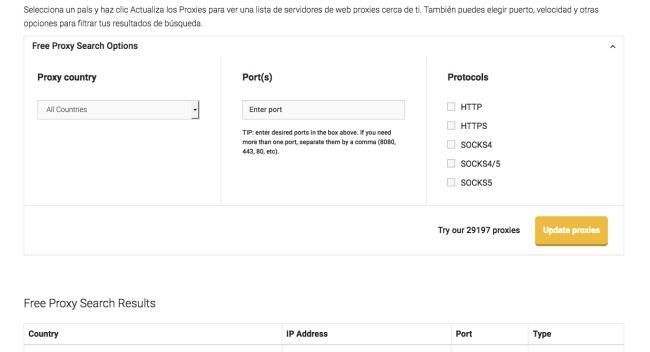 Selecciona un país y haz clic Actualiza los Proxies para ver una lista de servidores de web proxies cerca de ti. También puedes elegir puerto, velocidad y otras
opciones para filtrar tus resultados de búsqueda.
Free Proxy Search Options
Proxy country
All Countries
Port(s)
Enter port
TIP: enter desired ports in the box above. If you need
more than one port, separate them by a comma (8080,
443, 80, etc).
Protocols
HTTP
HTTPS
SOCKS4
SOCKS4/5
SOCKS5
Try our 29197 proxies
Update proxies
Free Proxy Search Results
Country IP Address Port Type